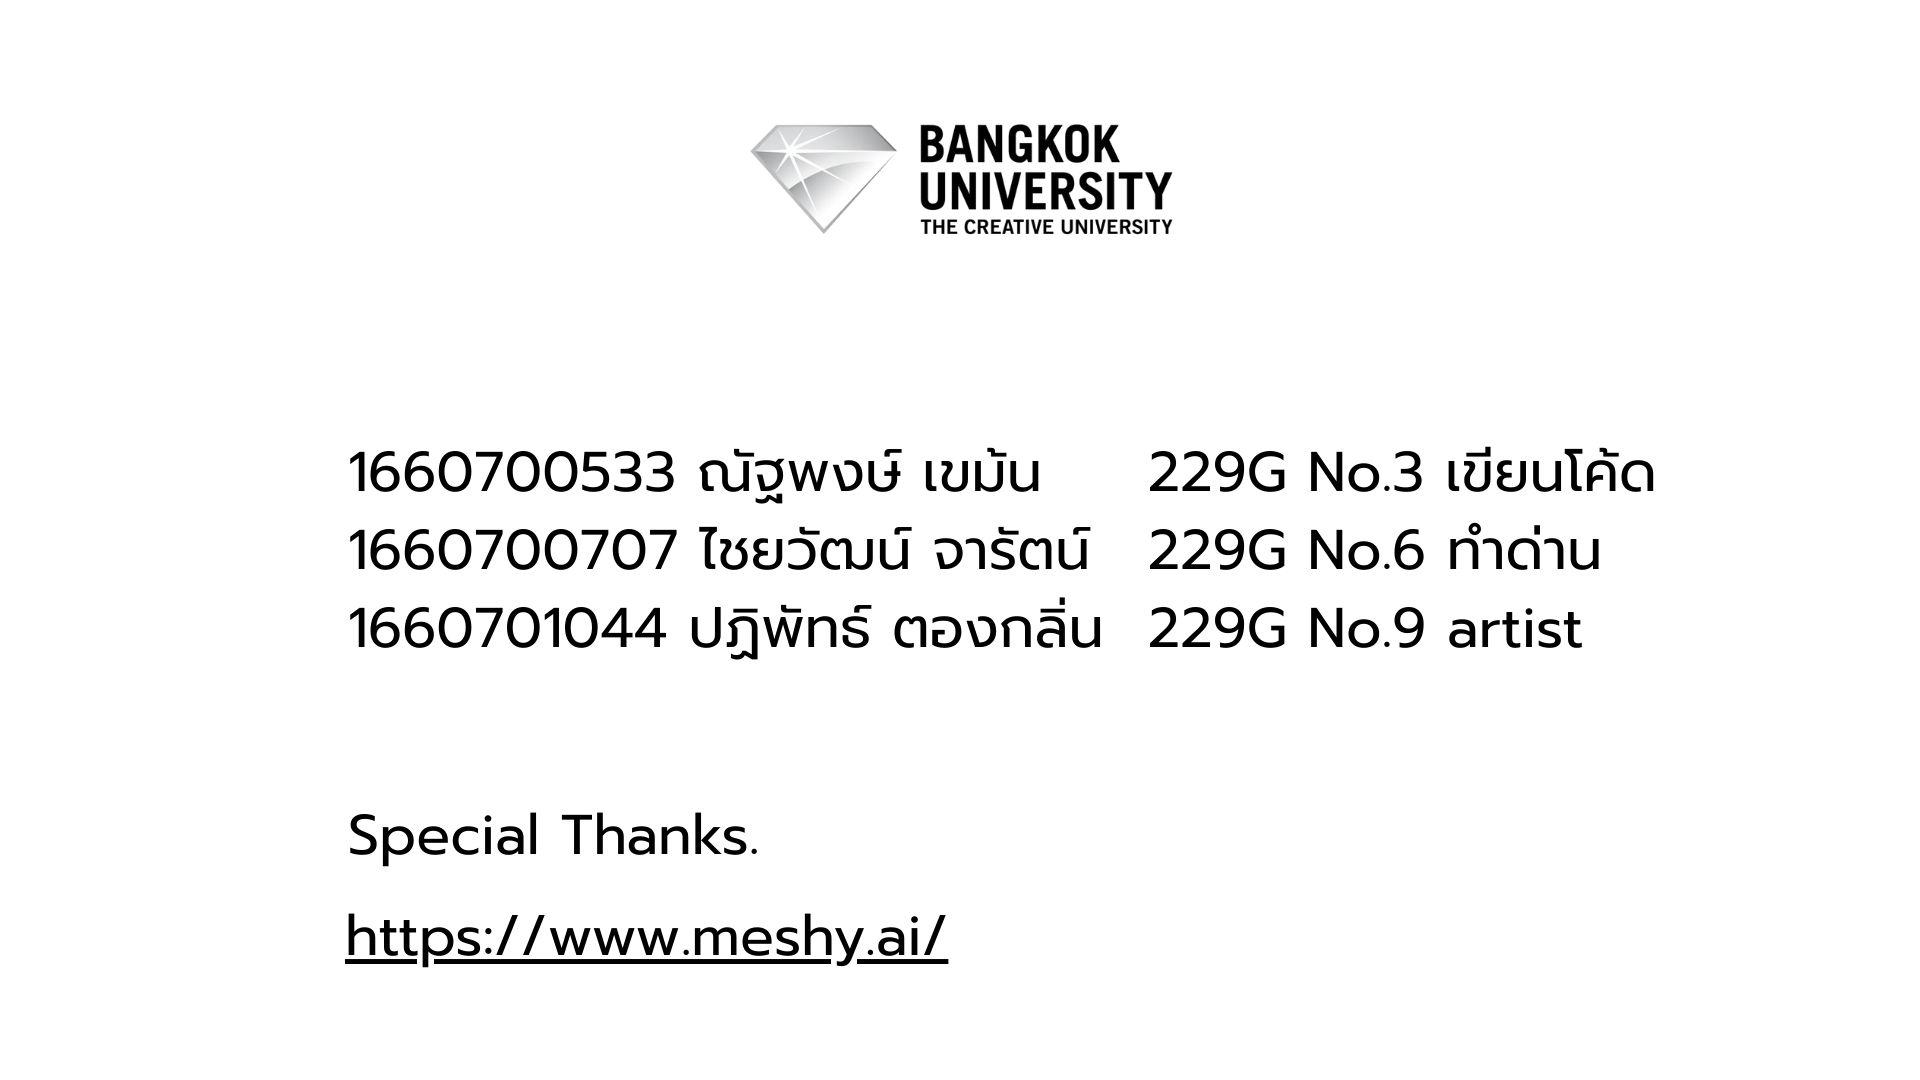 BANGKOK
UNIVERSITY
THE CREATIVE UNIVERSITY
1660700533 ณัฐพงษ์ เขม้น 229G No.3 เขียนโค้ด
1660700707 ไชยวัฒน์ จารัตน์ 229G No.6 ทำด่าน
1660701044 ปฏิพัทธ์ ตองกลิ่น 229G No.9 artist
Special Thanks.
https://www.meshy.ai/